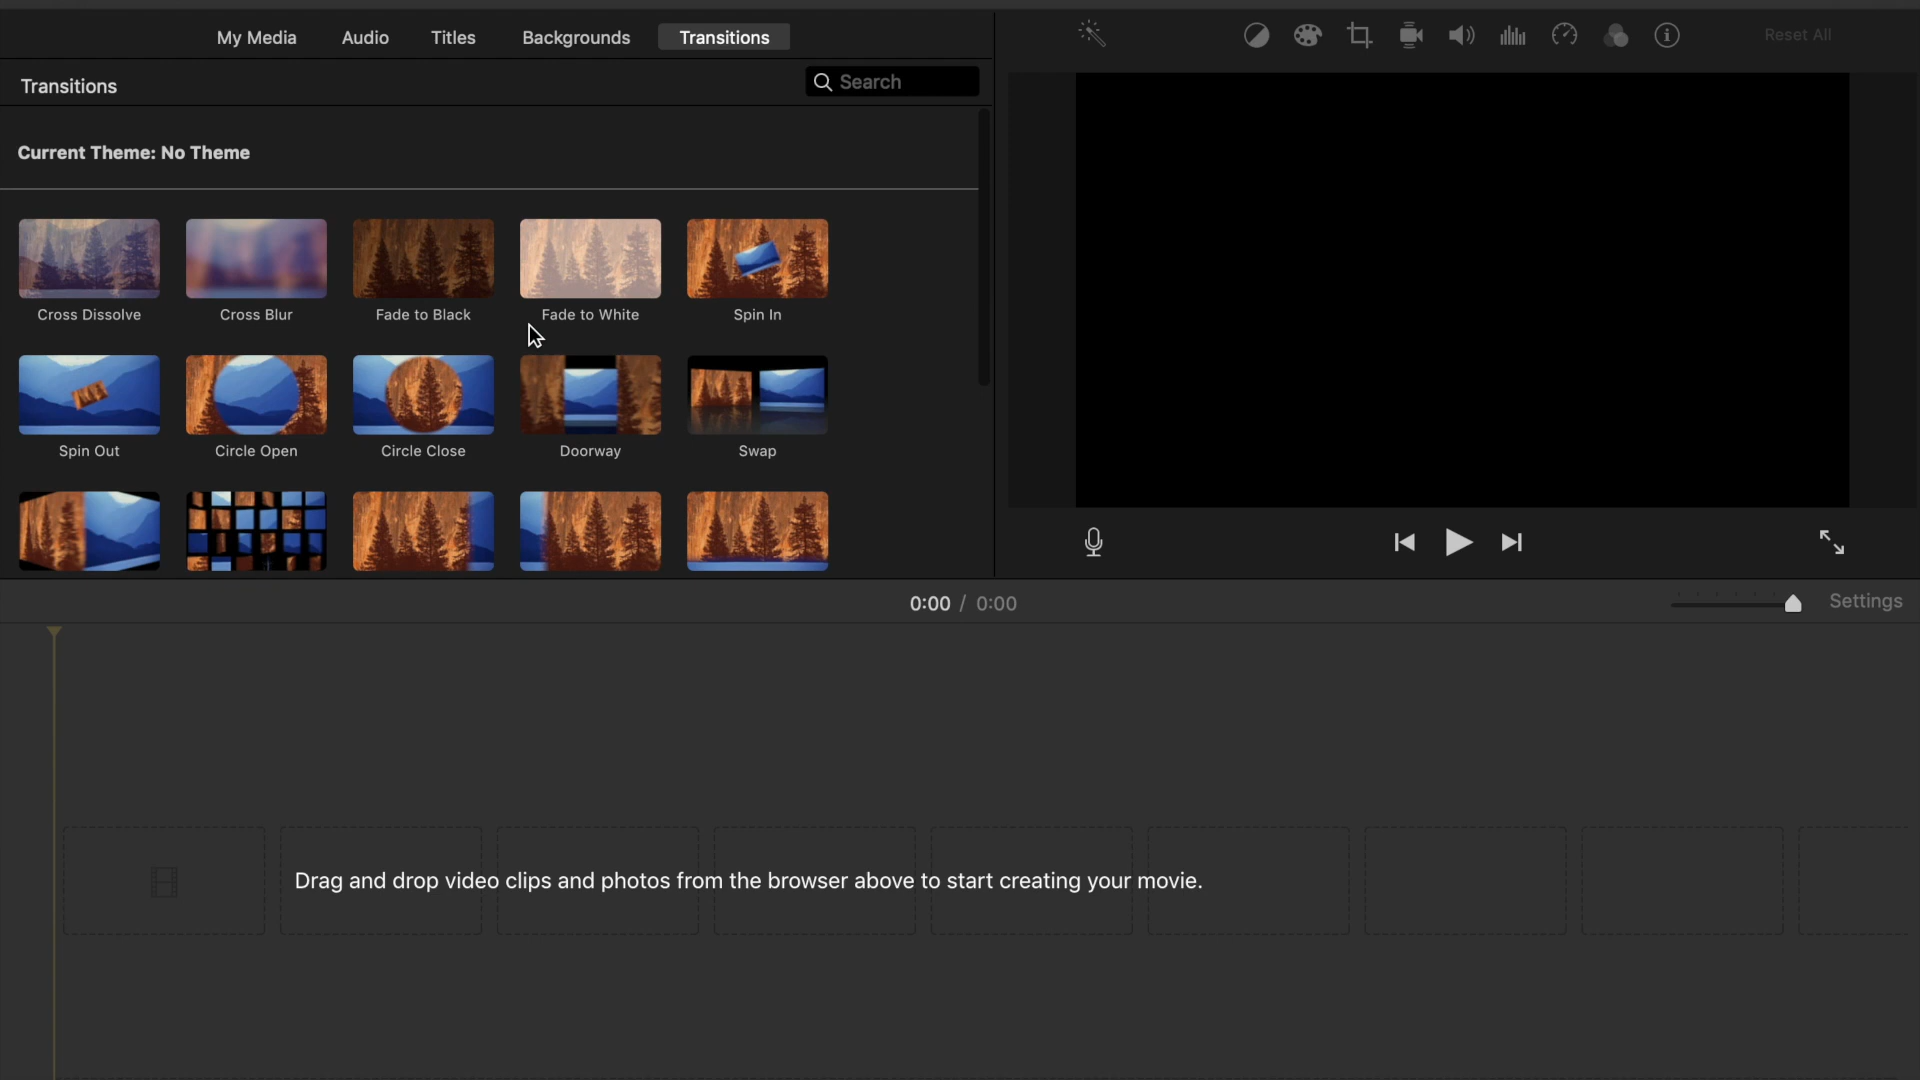 My Media Audio Titles Backgrounds Transitions
Reset All
Transitions
Search
Current Theme: No Theme
Cross Dissolve Cross Blur Fade to Black Fade to White Spin In
Spin Out Circle Open Circle Close Doorway Swap
0:00 / 0:00
Settings
Drag and drop video clips and photos from the browser above to start creating your movie.